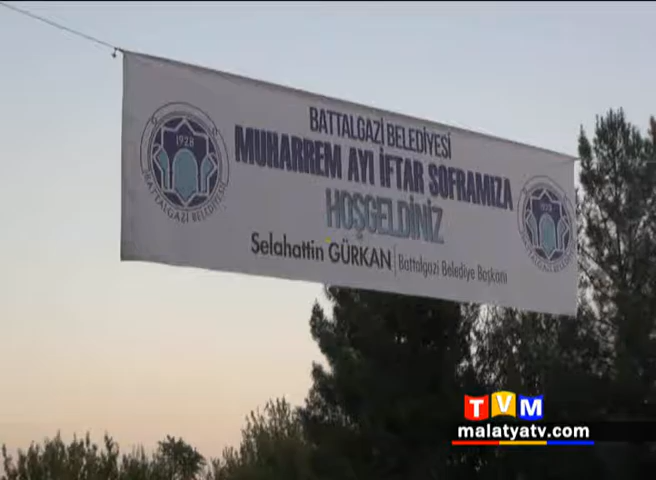 BATTALGAZİ BELEDİYESİ
MUHARREM AYI İFTAR SOFRAMIZA
HOŞGELDİNİZ
Selahattin GÜRKAN Battalgazi Belediye Başkanı
1928
BATTALGAZİ BELEDİYESİ
TVM
malatyatv.com